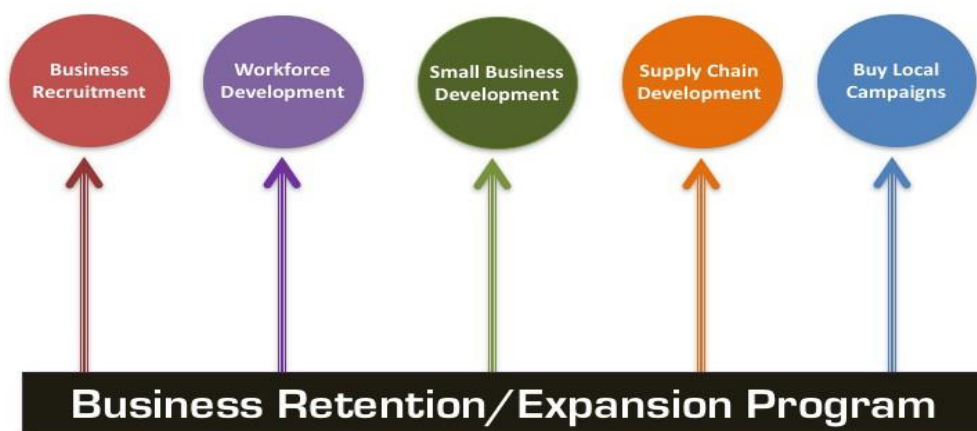 Business
Recruitment
Workforce
Development
Small Business
Development
Supply Chain
Development
Buy Local
Campaigns
Business Retention/Expansion Program